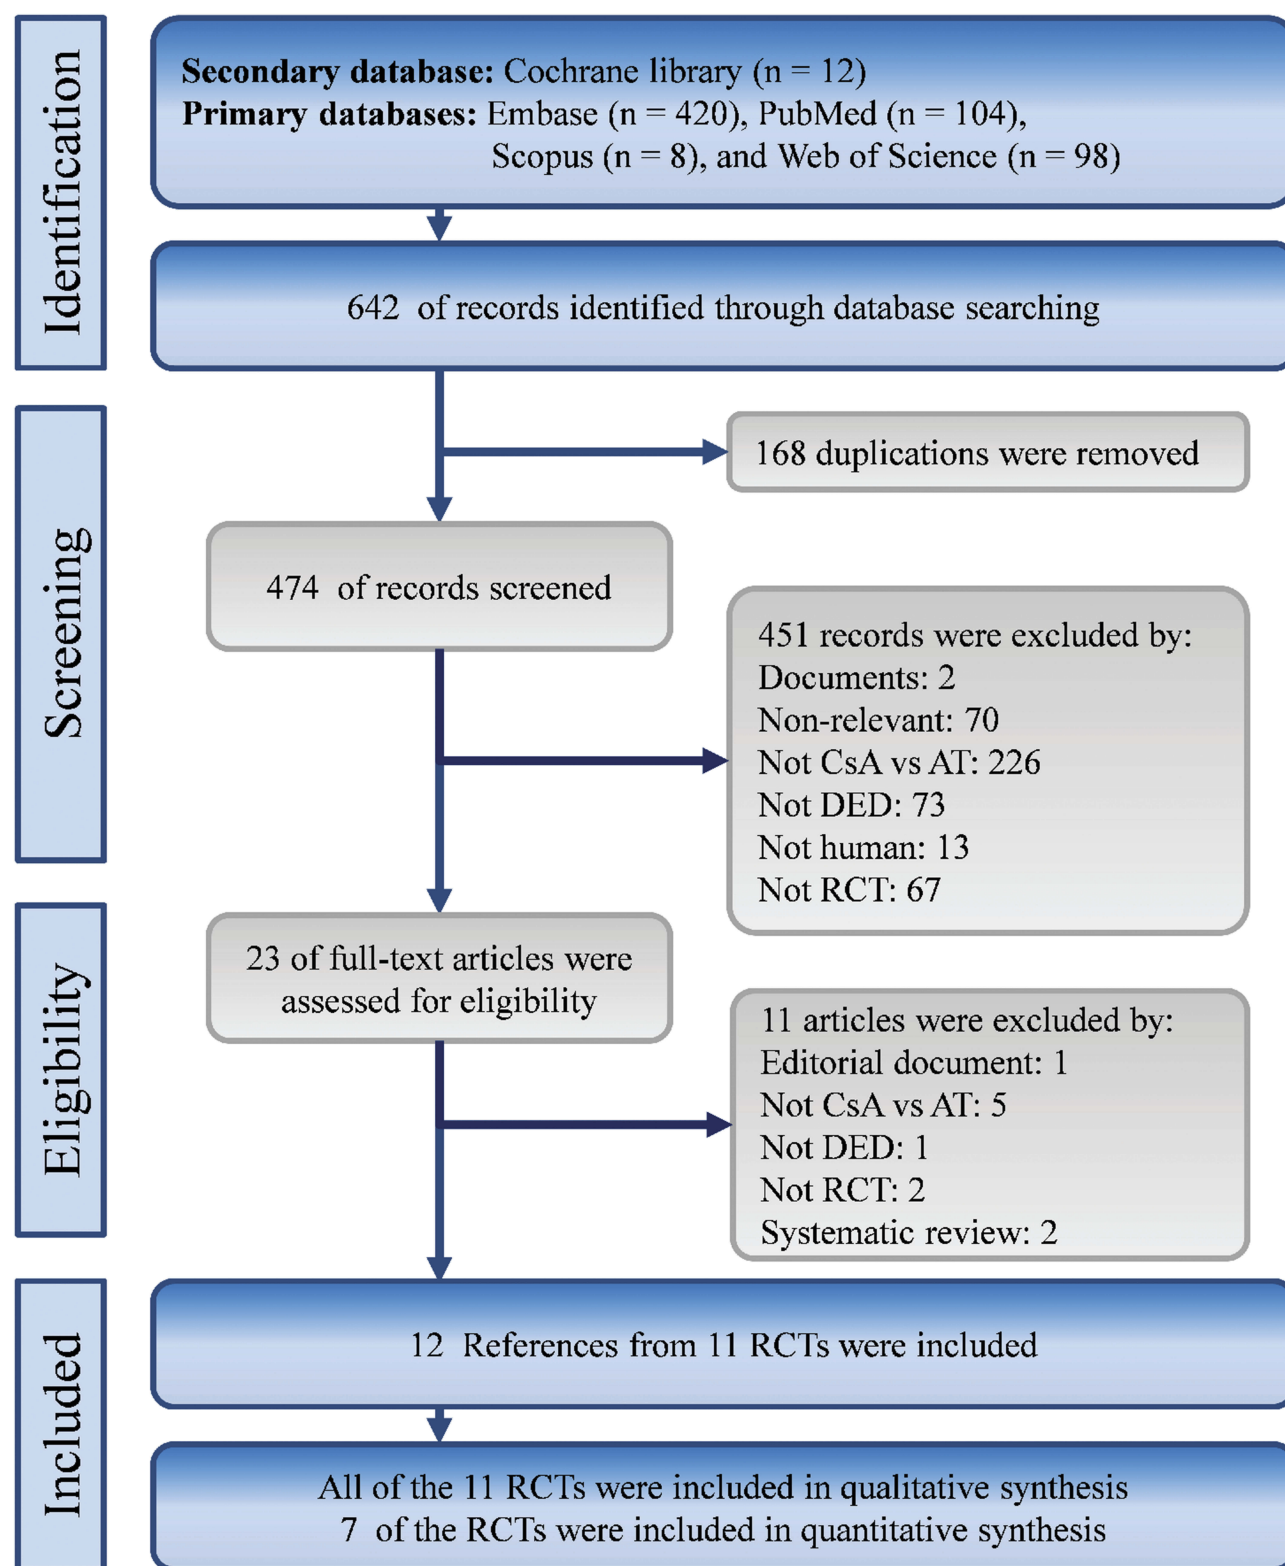 Identification
Secondary database: Cochrane library (n = 12)
Primary databases: Embase (n = 420), PubMed (n = 104),
Scopus (n = 8), and Web of Science (n = 98)
642 of records identified through database searching
Screening
168 duplications were removed
474 of records screened
451 records were excluded by:
Documents: 2
Non-relevant: 70
Not CsA vs AT: 226
Not DED: 73
Not human: 13
Not RCT: 67
Eligibility
23 of full-text articles were
assessed for eligibility
11 articles were excluded by:
Editorial document: 1
Not CsA vs AT: 5
Not DED: 1
Not RCT: 2
Systematic review: 2
Included
12 References from 11 RCTs were included
All of the 11 RCTs were included in qualitative synthesis
7 of the RCTs were included in quantitative synthesis